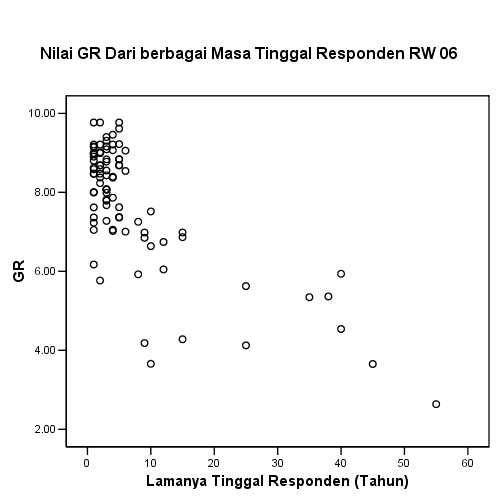 Nilai GR Dari berbagai Masa Tinggal Responden RW 06
10.00
8.00
6.00
4.00
2.00
GR
0 10 20 30 40 50 60
Lamanya Tinggal Responden (Tahun)